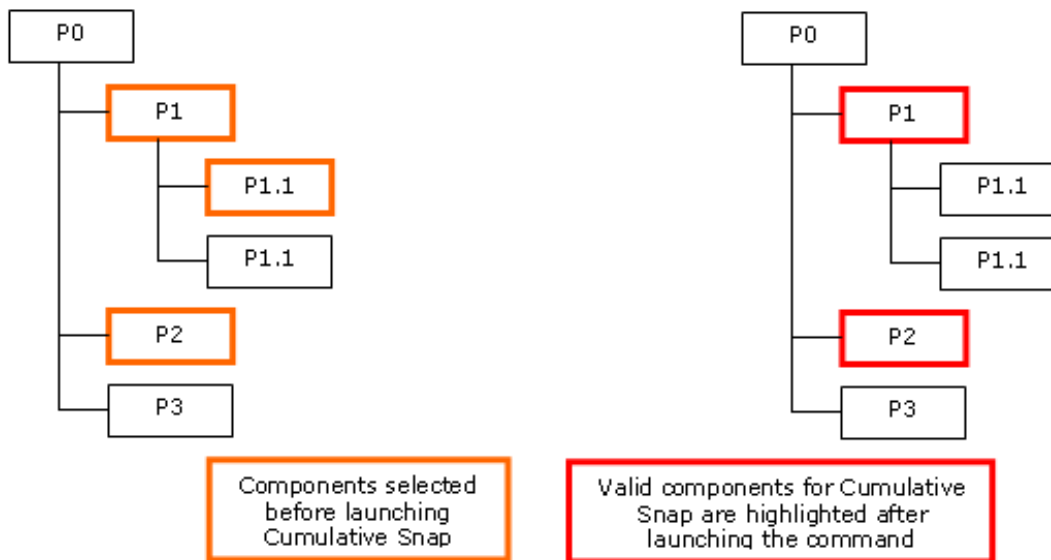 P0
P1
P1.1
P1.1
P2
P3
Components selected
before launching
Cumulative Snap
P0
P1
P1.1
P1.1
P2
P3
Valid components for Cumulative
Snap are highlighted after
launching the command